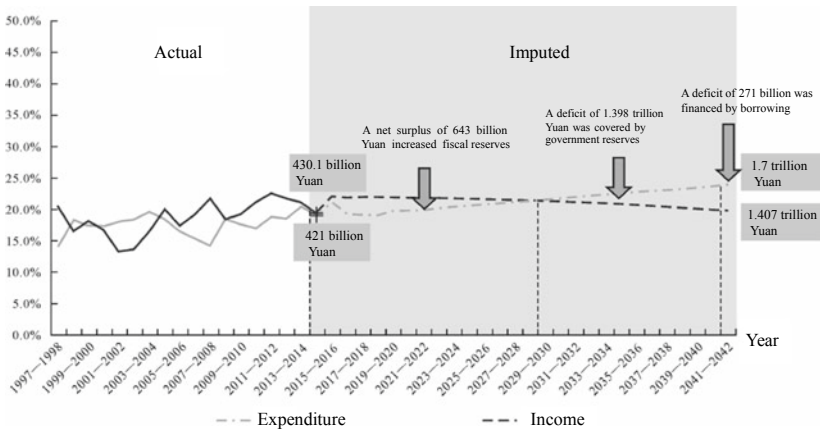 50.0%
45.0%
40.0%
35.0%
30.0%
25.0%
20.0%
15.0%
10.0%
5.0%
0.0%
Actual
Imputed
A net surplus of 643 billion
Yuan increased fiscal reserves
A deficit of 1.398 trillion
Yuan was covered by
government reserves
A deficit of 271 billion was
financed by borrowing
430.1 billion
Yuan
421 billion
Yuan
1.7 trillion
Yuan
1.407 trillion
Yuan
1997—1998
1999—2000
2001—2002
2003—2004
2005—2006
2007—2008
2009—2010
2011—2012
2013—2014
2015—2016
2017—2018
2019—2020
2021—2022
2023—2024
2025—2026
2027—2028
2029—2030
2031—2032
2033—2034
2035—2036
2037—2038
2039—2040
2041—2042
Year
Expenditure
Income